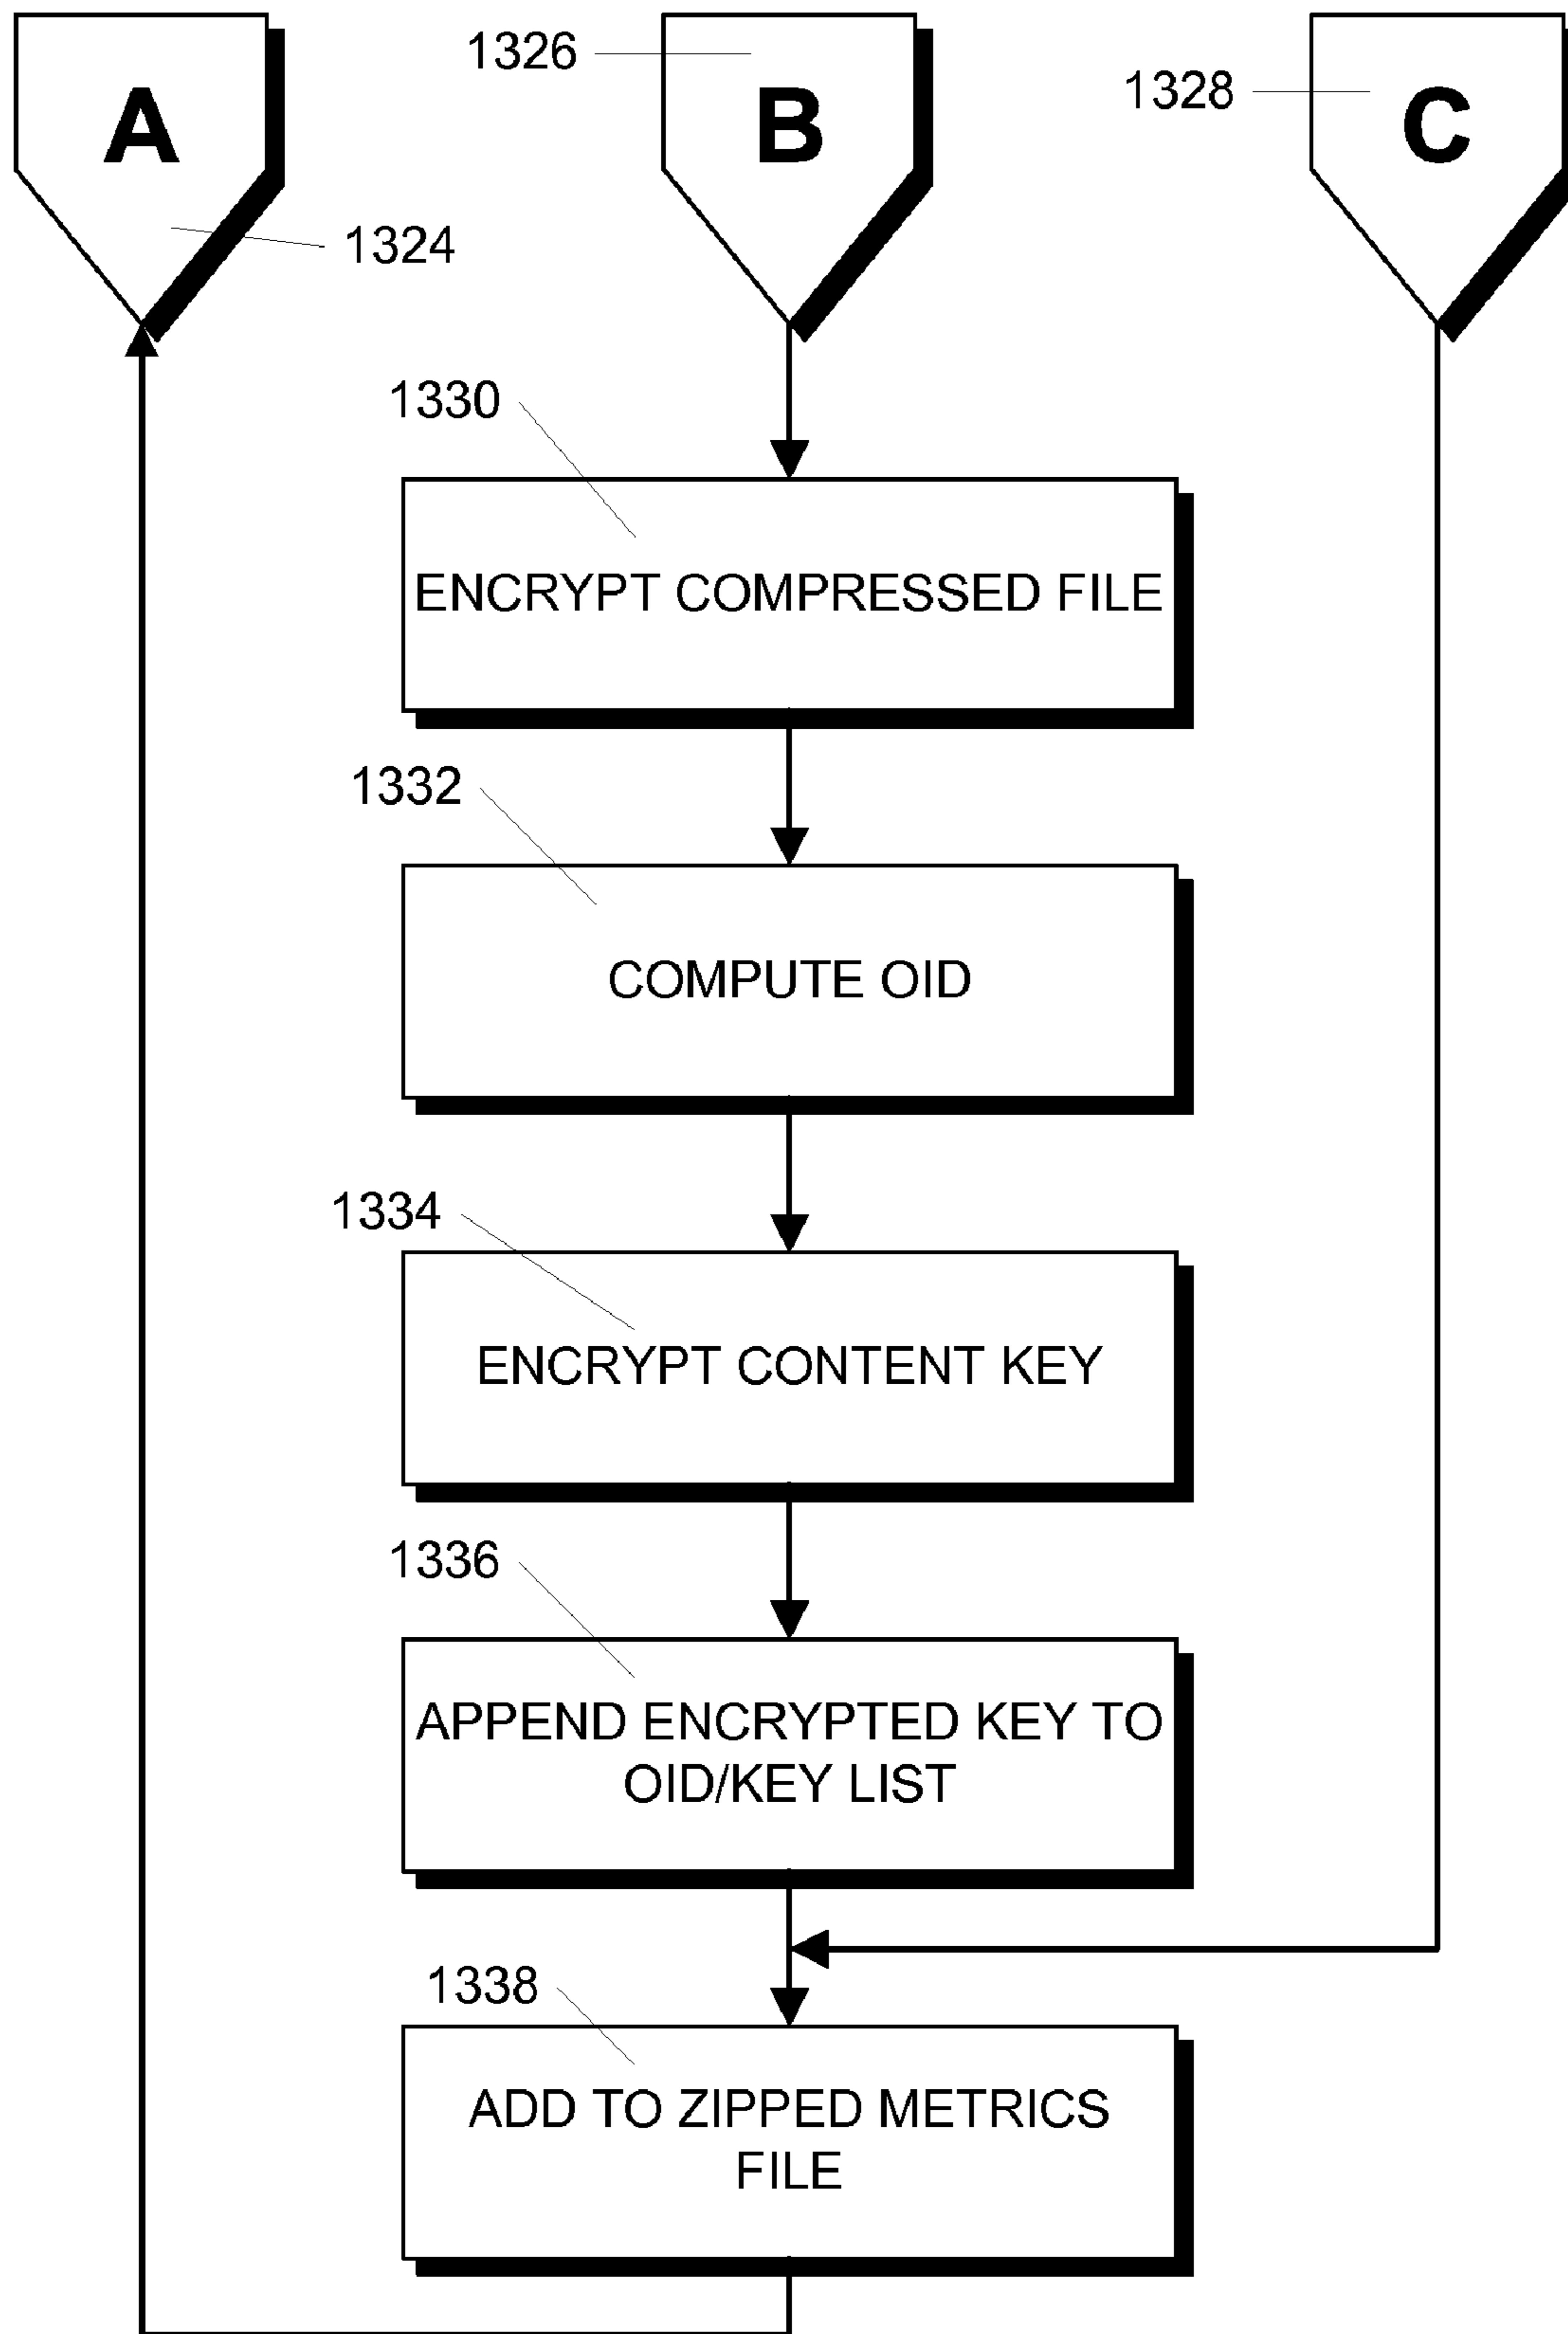 1326
1328
A
B
C
1324
1330
ENCRYPT COMPRESSED FILE
1332
COMPUTE OID
1334
ENCRYPT CONTENT KEY
1336
APPEND ENCRYPTED KEY TO
OID/KEY LIST
1338
ADD TO ZIPPED METRICS
FILE